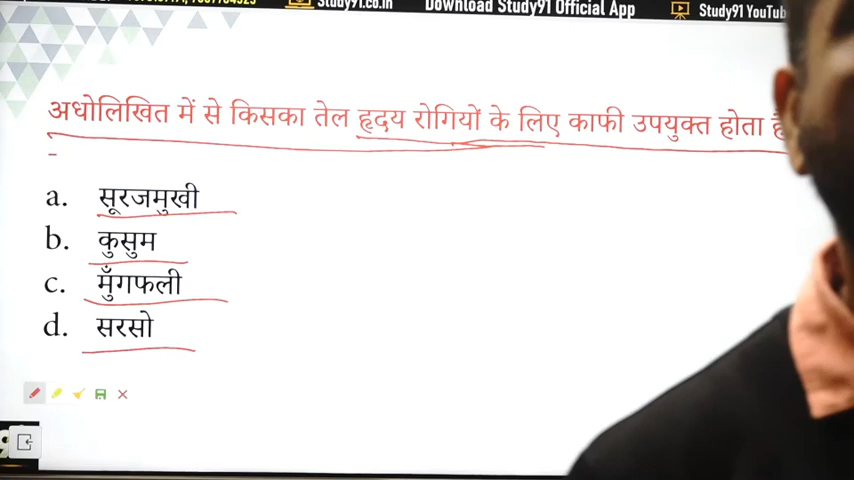 Study91.co.in Download Study91 Official App Study91 YouTub
अधोलिखित में से किसका तेल हृदय रोगियों के लिए काफी उपयुक्त होता है
a. सूरजमुखी
b. कुसुम
c. मुँगफली
d. सरसो